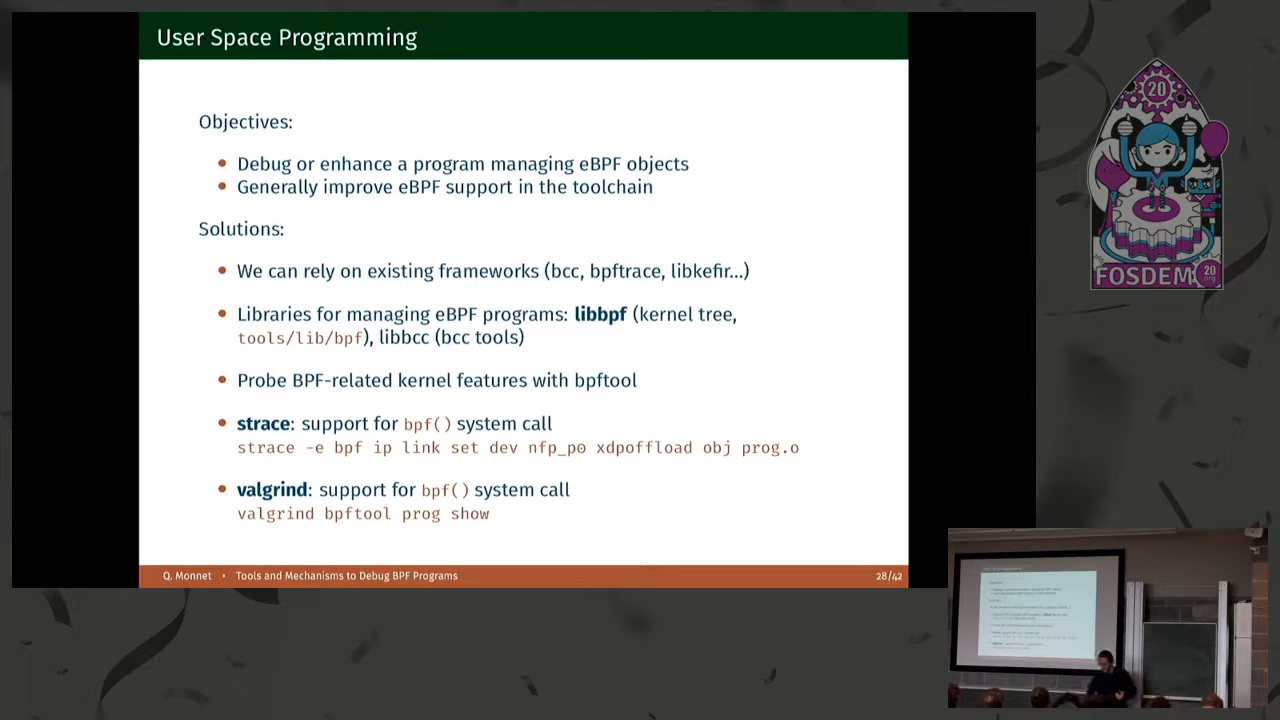 User Space Programming
Objectives:
• Debug or enhance a program managing eBPF objects
• Generally improve eBPF support in the toolchain
Solutions:
• We can rely on existing frameworks (bcc, bpftrace, libkefir...)
• Libraries for managing eBPF programs: libbpf (kernel tree,
tools/lib/bpf), libbcc (bcc tools)
• Probe BPF-related kernel features with bpftool
• strace: support for bpf() system call
strace -e bpf ip link set dev nfp_p0 xdpoffload obj prog.o
• valgrind: support for bpf() system call
valgrind bpftool prog show
Q. Monnet • Tools and Mechanisms to Debug BPF Programs
28/42
20
FOSDEM
20
.org